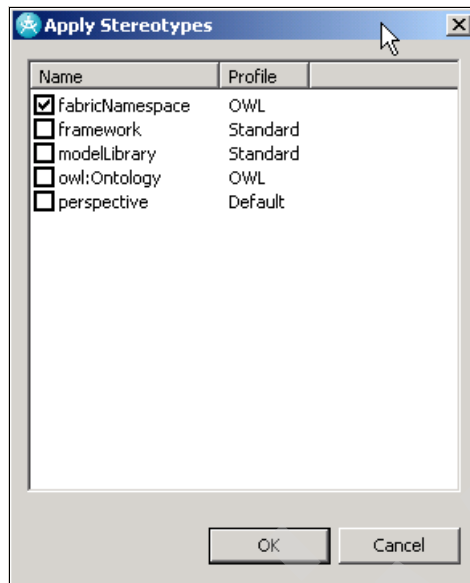 Apply Stereotypes
Name Profile
fabricNamespace OWL
framework Standard
modelLibrary Standard
owl:Ontology OWL
perspective Default
OK Cancel